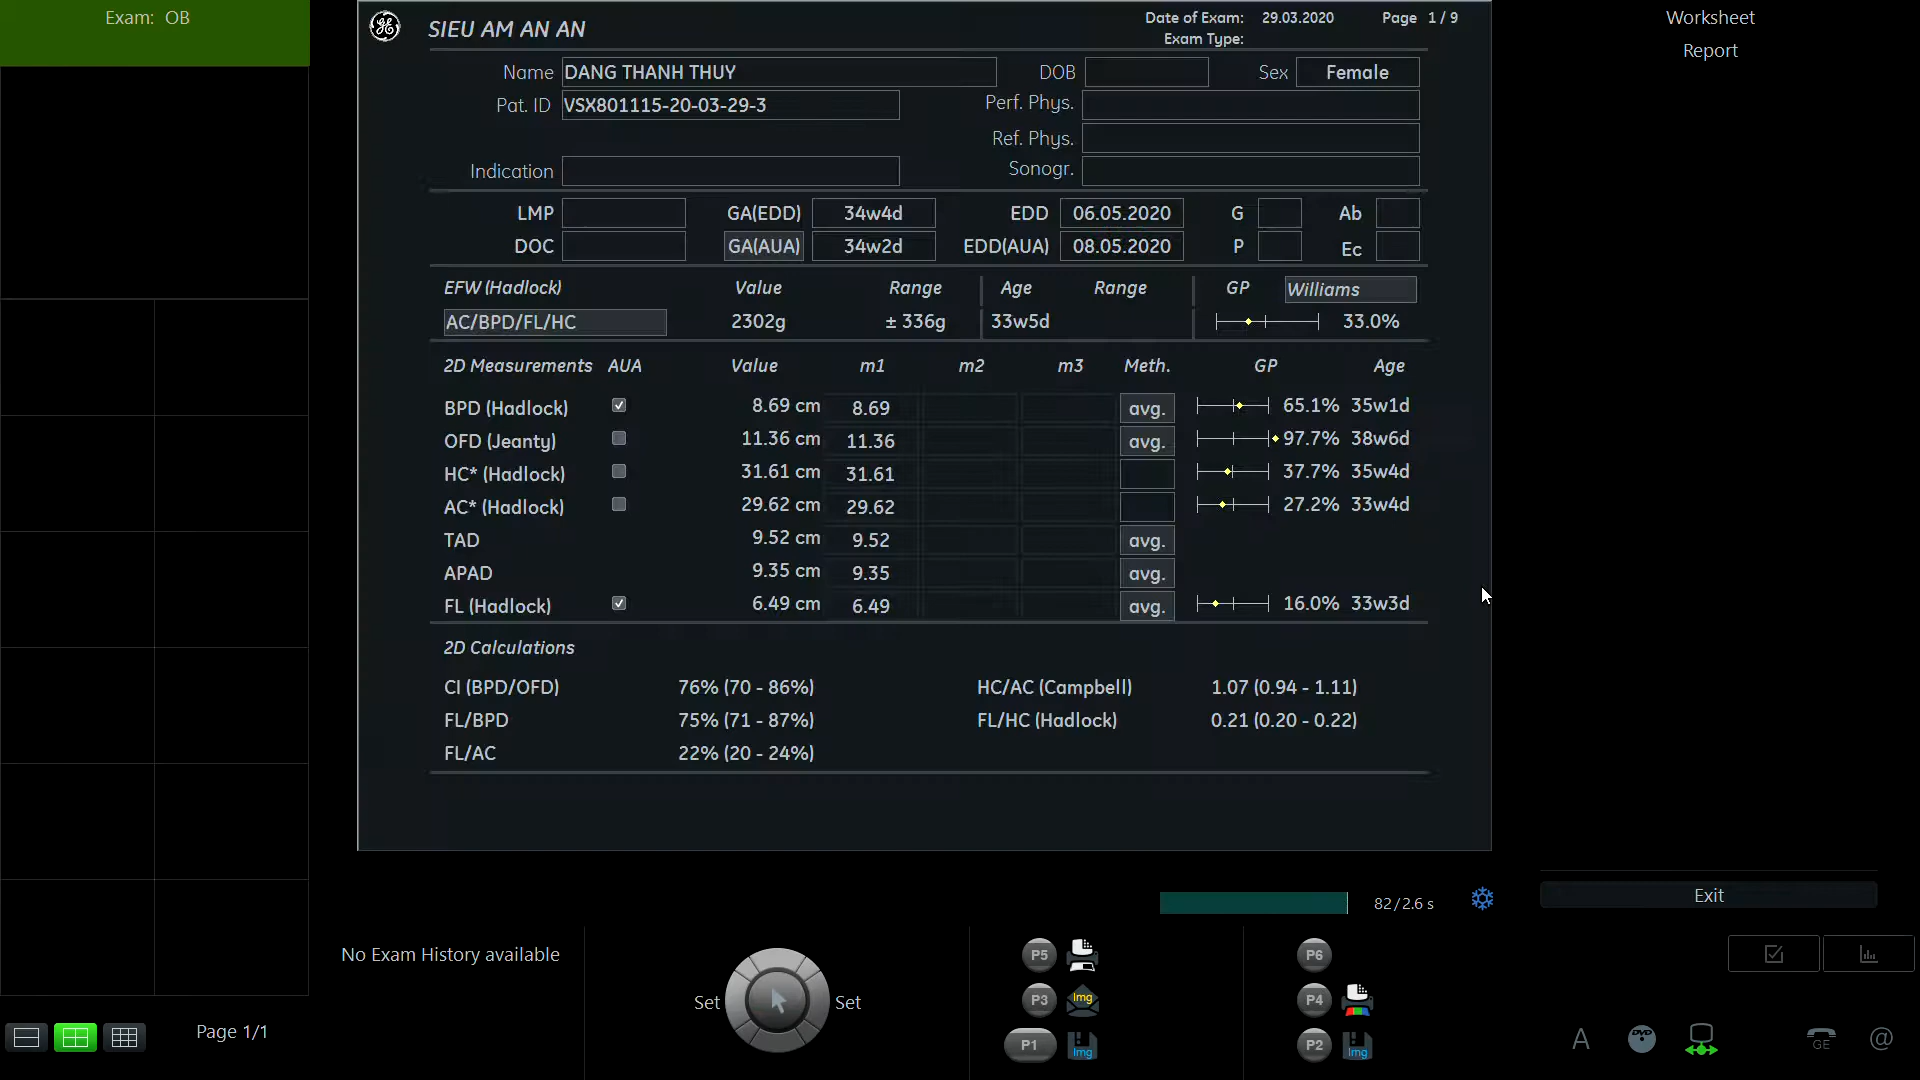 Exam: OB
SIEU AM AN AN
Date of Exam: 29.03.2020 Page 1 / 9
Exam Type:
Worksheet
Report
Name DANG THANH THUY DOB Sex Female
Pat. ID VSX801115-20-03-29-3 Perf. Phys.
Ref. Phys.
Indication Sonogr.
LMP GA(EDD) 34w4d EDD 06.05.2020 G Ab
DOC GA(AUA) 34w2d EDD(AUA) 08.05.2020 P Ec
EFW (Hadlock) Value Range Age Range GP Williams
AC/BPD/FL/HC 2302g ± 336g 33w5d 33.0%
2D Measurements AUA Value m1 m2 m3 Meth. GP Age
BPD (Hadlock) 8.69 cm 8.69 avg. 65.1% 35w1d
OFD (Jeanty) 11.36 cm 11.36 avg. 97.7% 38w6d
HC* (Hadlock) 31.61 cm 31.61 37.7% 35w4d
AC* (Hadlock) 29.62 cm 29.62 27.2% 33w4d
TAD 9.52 cm 9.52 avg.
APAD 9.35 cm 9.35 avg.
FL (Hadlock) 6.49 cm 6.49 avg. 16.0% 33w3d
2D Calculations
CI (BPD/OFD) 76% (70 - 86%) HC/AC (Campbell) 1.07 (0.94 - 1.11)
FL/BPD 75% (71 - 87%) FL/HC (Hadlock) 0.21 (0.20 - 0.22)
FL/AC 22% (20 - 24%)
82/2.6 s
Exit
No Exam History available
Set Set
P5 P6
P3 Img P4
P1 Img P2 Img
Page 1/1
A DVD GE @